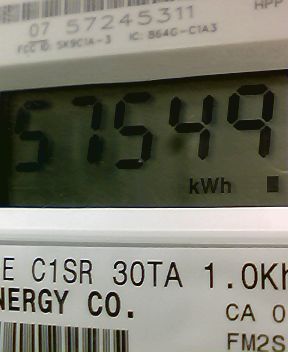 HPP
07 57245311
FCC ID: SK9C1A-3 IC: 864G-C1A3
57549
kWh
E C1SR 30TA 1.0Kh
NERGY CO.
CA 0
FM2S